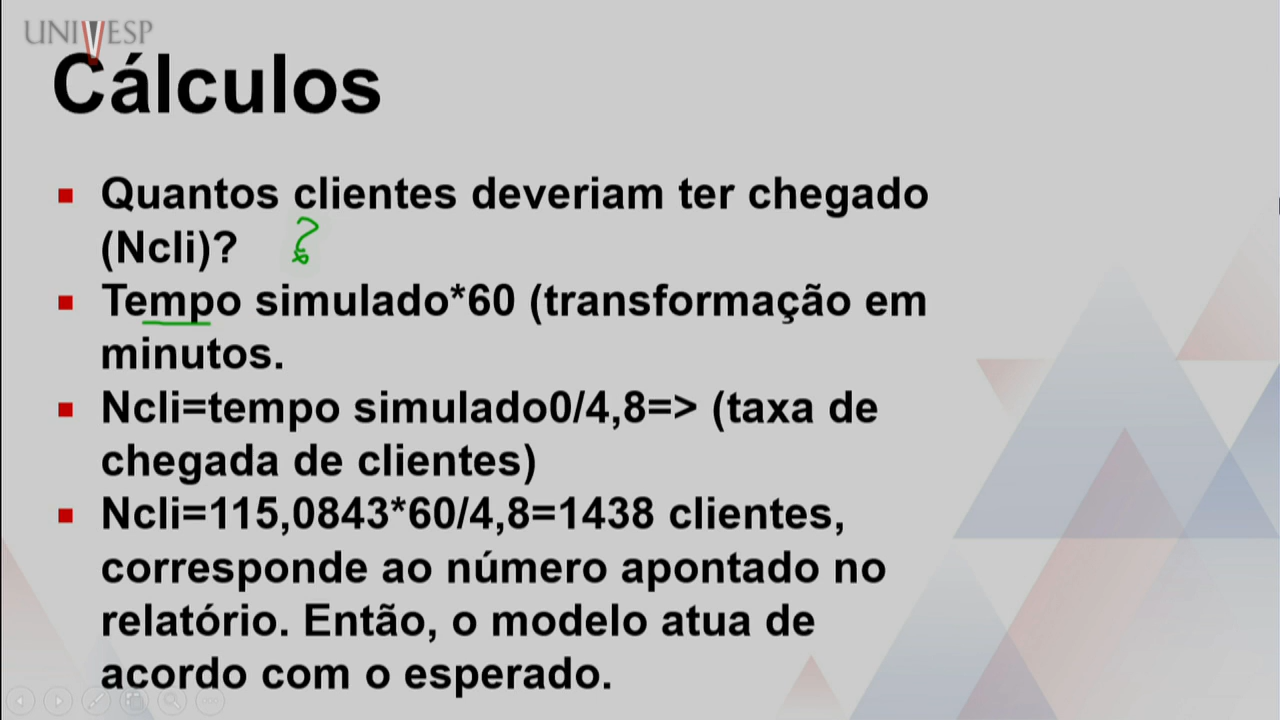 UNIVESP
Cálculos
Quantos clientes deveriam ter chegado
(Ncli)?
Tempo simulado*60 (transformação em
minutos.
Ncli=tempo simulado0/4,8=> (taxa de
chegada de clientes)
Ncli=115,0843*60/4,8=1438 clientes,
corresponde ao número apontado no
relatório. Então, o modelo atua de
acordo com o esperado.